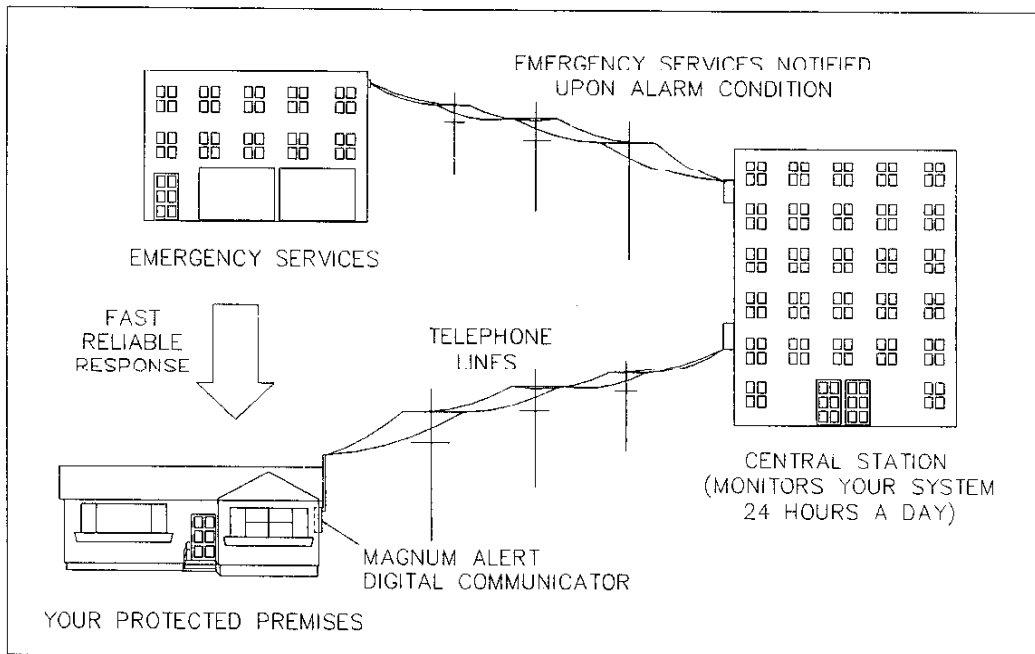 EMERGENCY SERVICES NOTIFIED
UPON ALARM CONDITION
EMERGENCY SERVICES
FAST
RELIABLE
RESPONSE
TELEPHONE
LINES
CENTRAL STATION
(MONITORS YOUR SYSTEM
24 HOURS A DAY)
MAGNUM ALERT
DIGITAL COMMUNICATOR
YOUR PROTECTED PREMISES